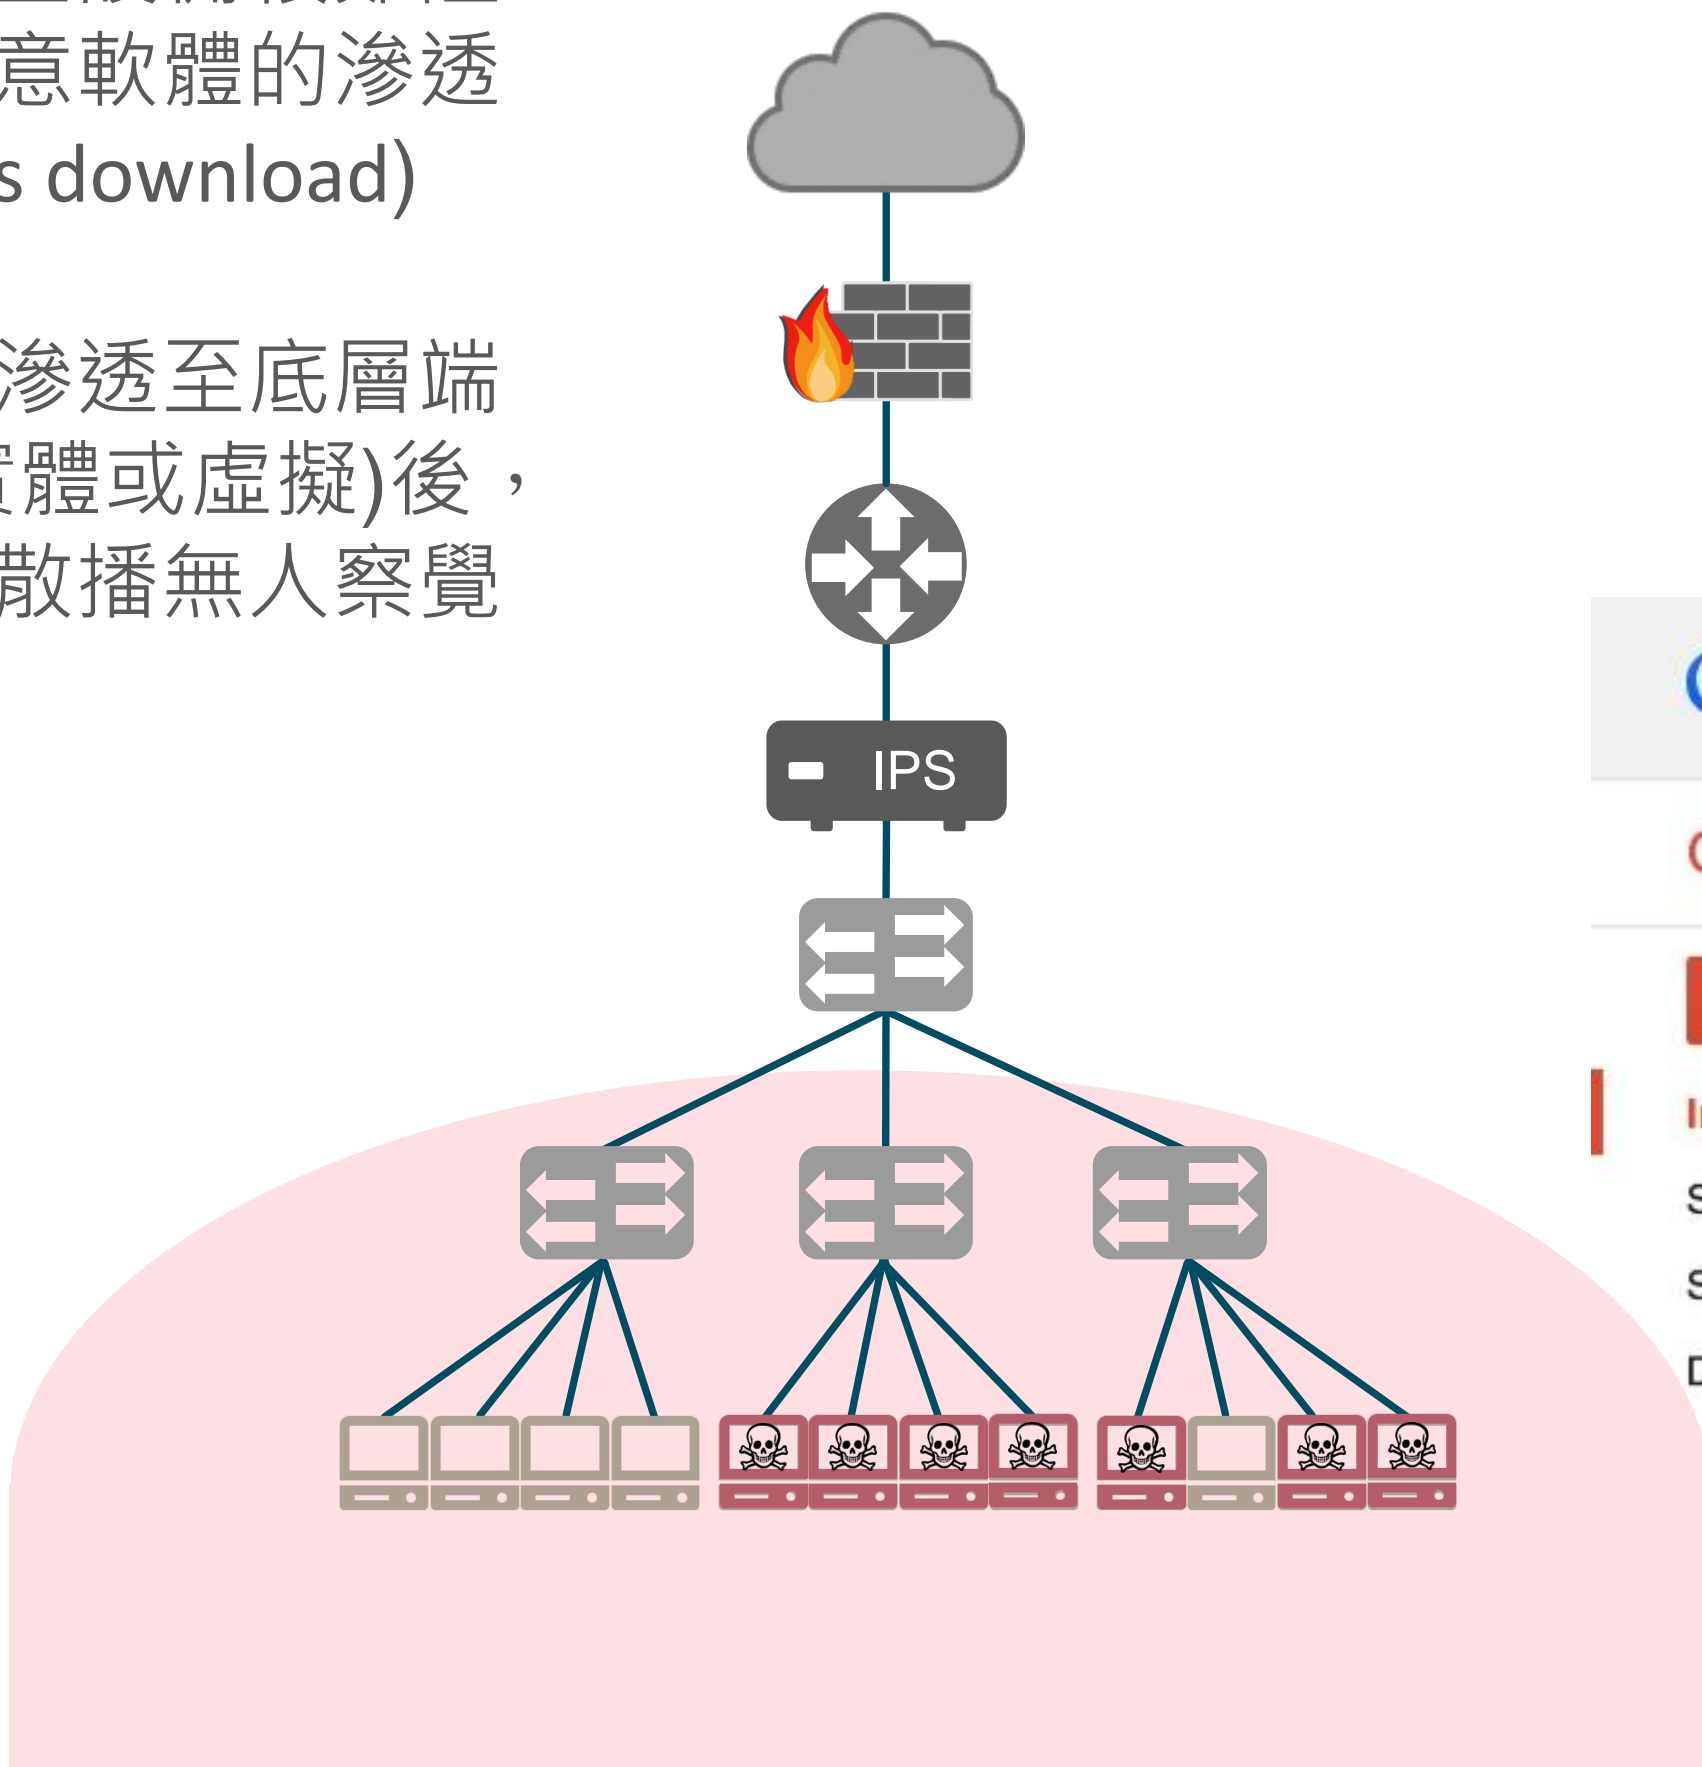 意軟體的滲透
s download)
滲透至底層端
體或虛擬)後，
散播無人察覺
IPS